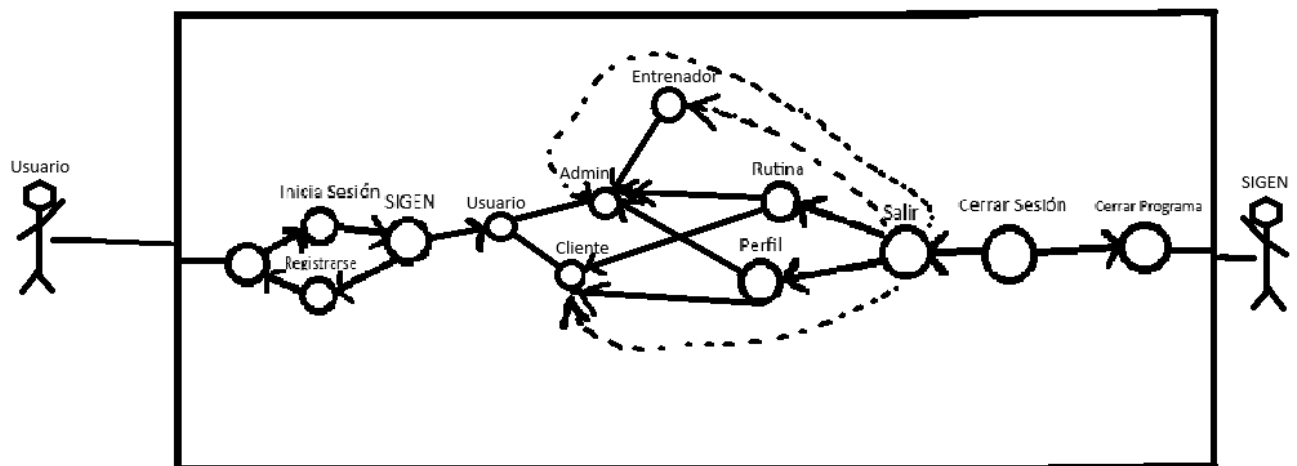 Usuario
Inicia Sesión
Registrarse
SIGEN
Usuario
Entrenador
Admin
Cliente
Rutina
Perfil
Salir
Cerrar Sesión
Cerrar Programa
SIGEN